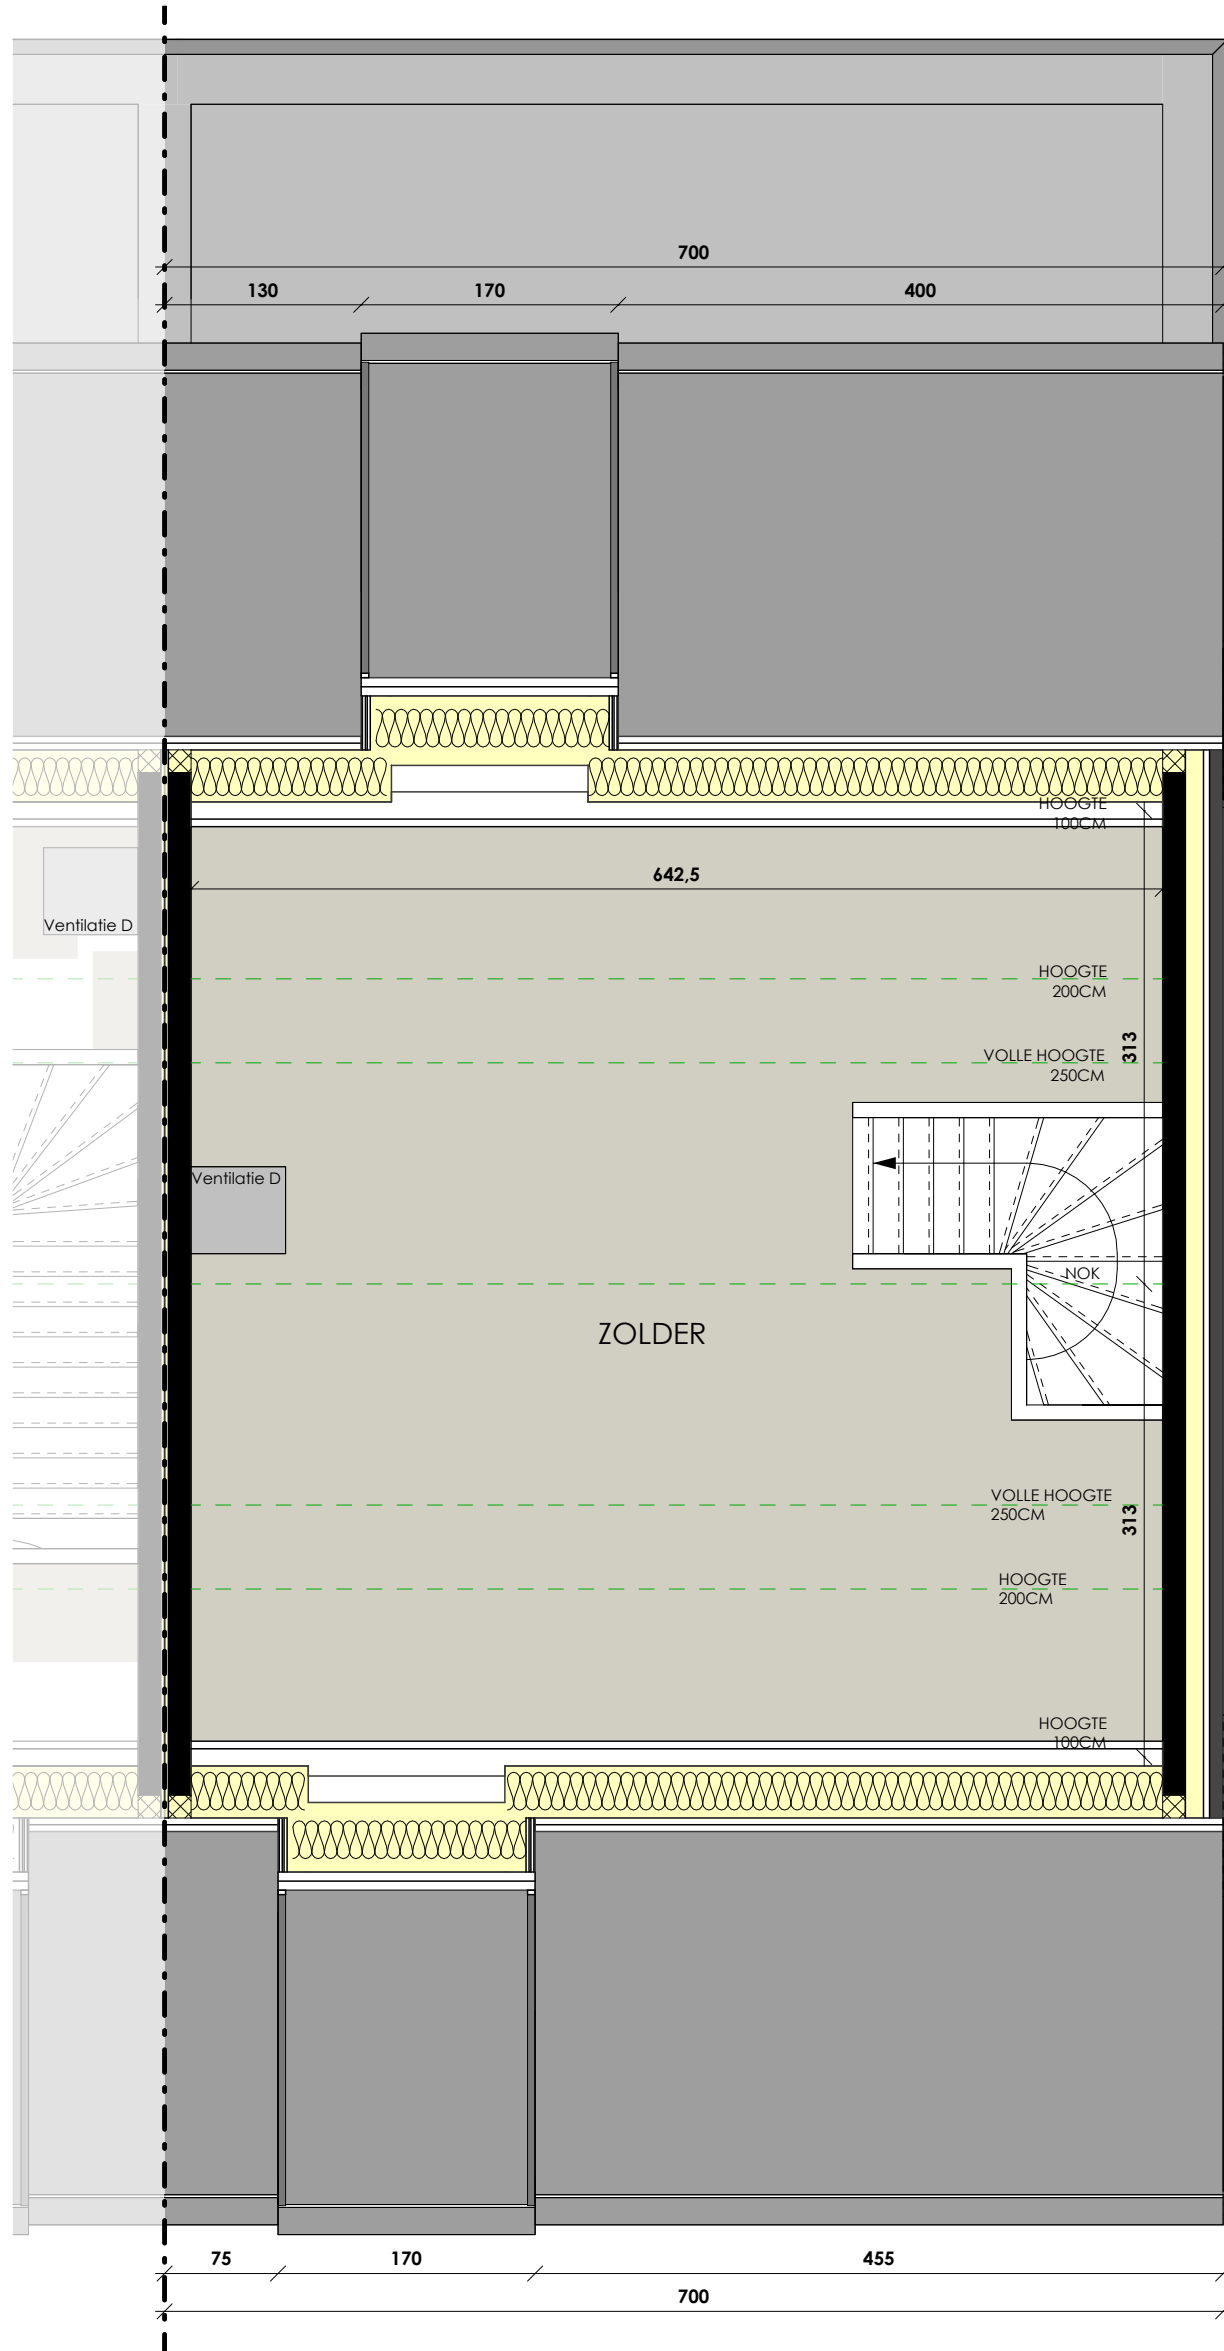 700
130
170
400
HOOGTE
100CM
642,5
Ventilatie D
HOOGTE
200CM
313
VOLLE HOOGTE
250CM
Ventilatie D
NOK
ZOLDER
VOLLE HOOGTE
250CM
313
HOOGTE
200CM
HOOGTE
100CM
75
170
455
700